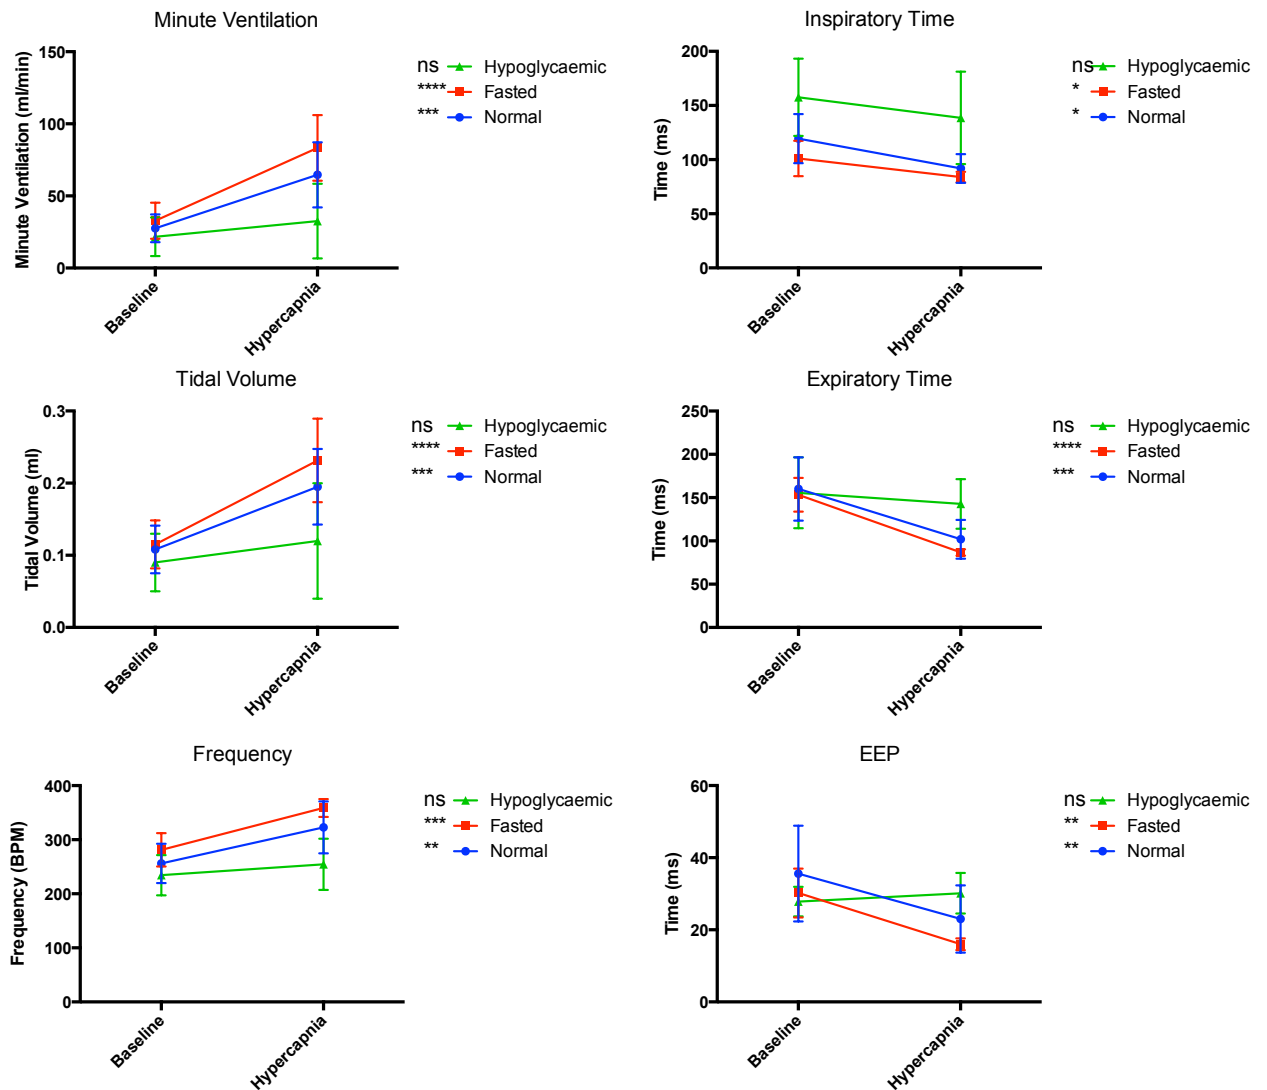 Minute Ventilation
Minute Ventilation (ml/min)
150
100
50
0
Baseline
Hypercapnia
ns Hypoglycaemic
**** Fasted
*** Normal
Inspiratory Time
Time (ms)
200
150
100
50
0
Baseline
Hypercapnia
ns Hypoglycaemic
* Fasted
* Normal
Tidal Volume
Tidal Volume (ml)
0.3
0.2
0.1
0.0
Baseline
Hypercapnia
ns Hypoglycaemic
**** Fasted
*** Normal
Expiratory Time
Time (ms)
250
200
150
100
50
0
Baseline
Hypercapnia
ns Hypoglycaemic
**** Fasted
*** Normal
Frequency
Frequency (BPM)
400
300
200
100
0
Baseline
Hypercapnia
ns Hypoglycaemic
*** Fasted
** Normal
EEP
Time (ms)
60
40
20
0
Baseline
Hypercapnia
ns Hypoglycaemic
** Fasted
** Normal